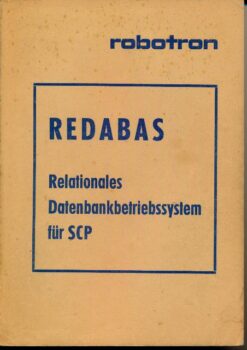 robotron
REDABAS
Relationales
Datenbankbetriebssystem
für SCP